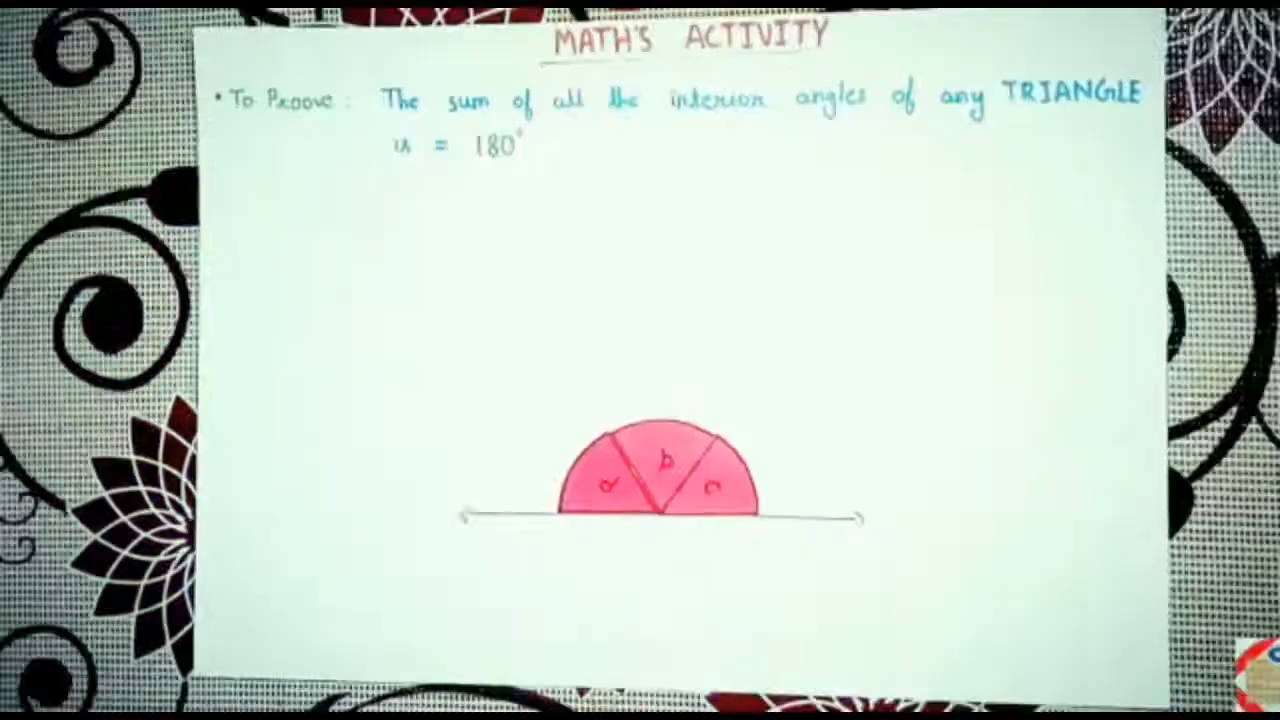 MATH'S ACTIVITY
• To Proove : The sum of all the interior angles of any TRIANGLE
is = 180°
a b c